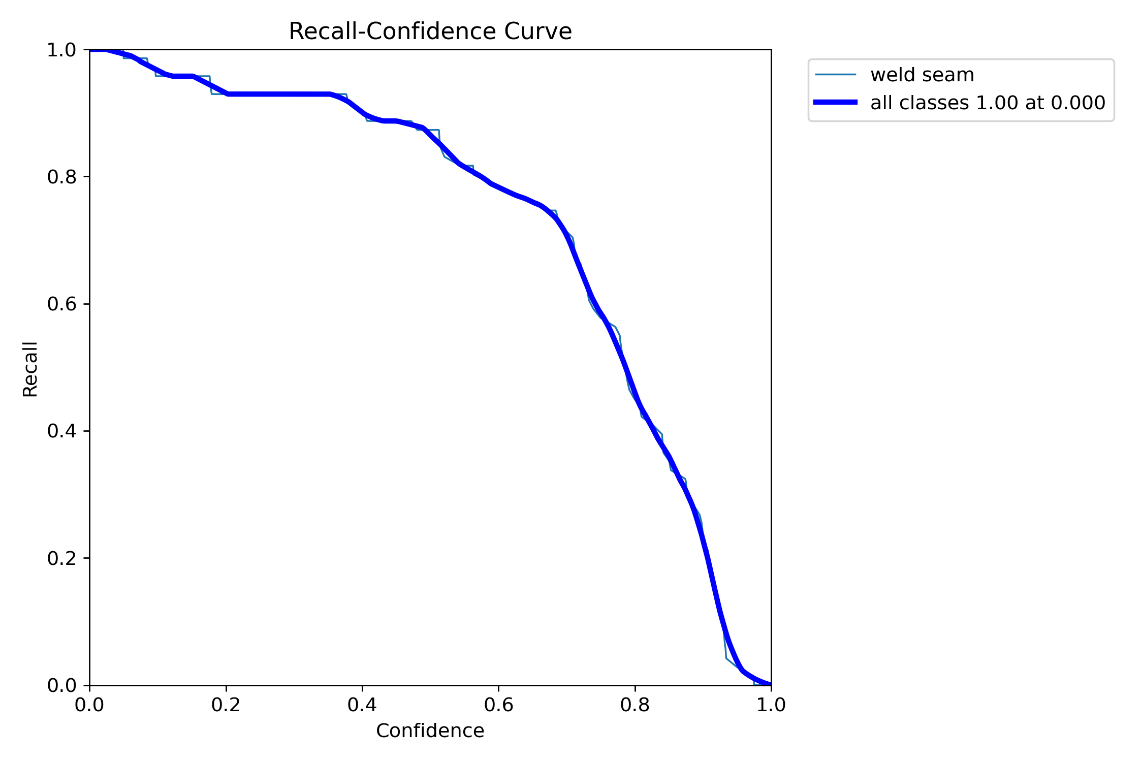 Recall-Confidence Curve
1.0
0.8
0.6
0.4
0.2
0.0
Recall
0.0 0.2 0.4 0.6 0.8 1.0
Confidence
weld seam
all classes 1.00 at 0.000